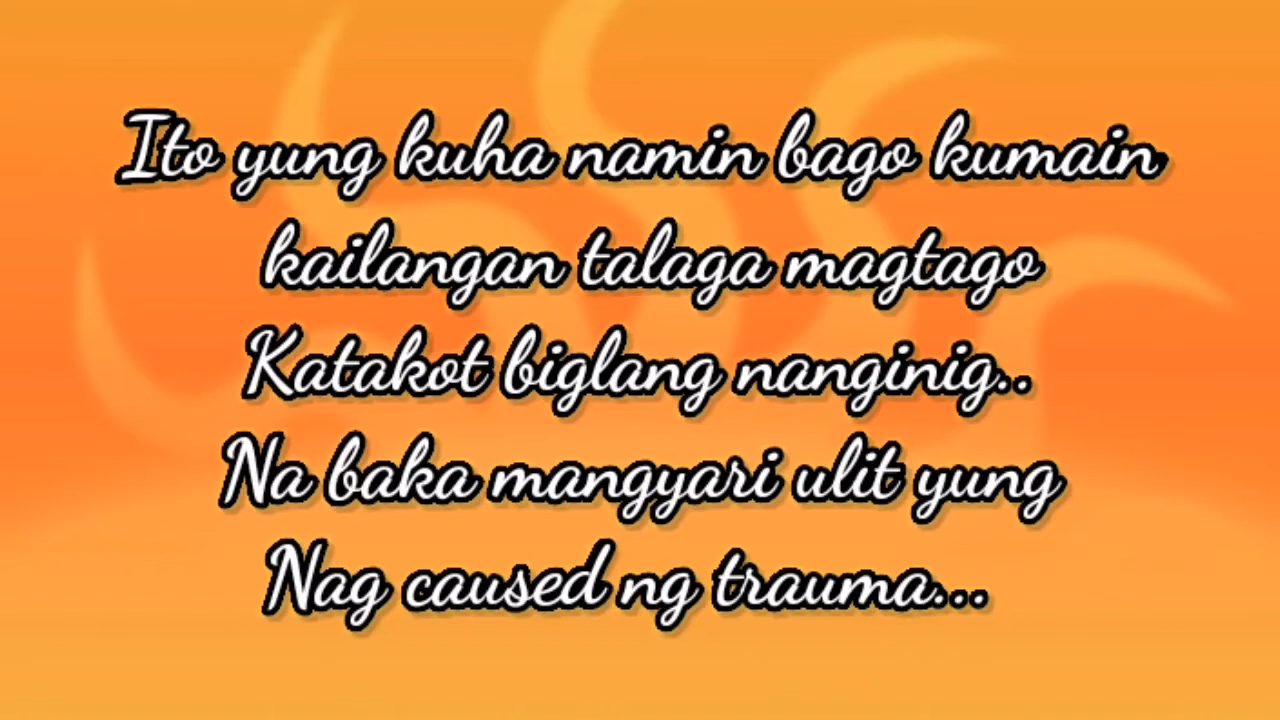 Ito yung kuha namin bago kumain
kailangan talaga magtago
Katakot biglang nanginig..
Na baka mangyari ulit yung
Nag caused ng trauma...